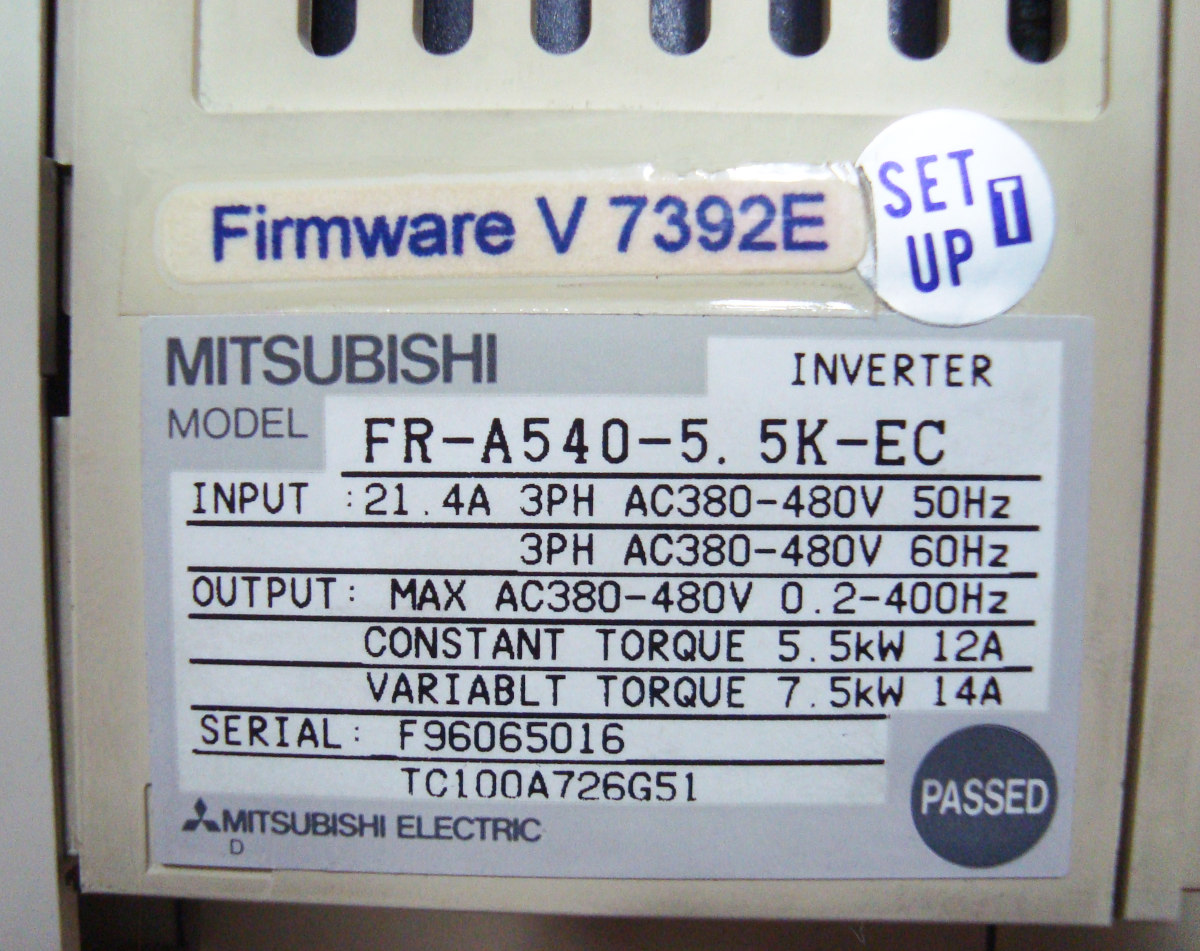 Firmware V 7392E
SET
UP
T
MITSUBISHI
INVERTER
MODEL
FR-A540-5.5K-EC
INPUT :21.4A 3PH AC380-480V 50Hz
3PH AC380-480V 60Hz
OUTPUT: MAX AC380-480V 0.2-400Hz
CONSTANT TORQUE 5.5kW 12A
VARIABLT TORQUE 7.5kW 14A
SERIAL: F96065016
TC100A726G51
PASSED
MITSUBISHI ELECTRIC
D